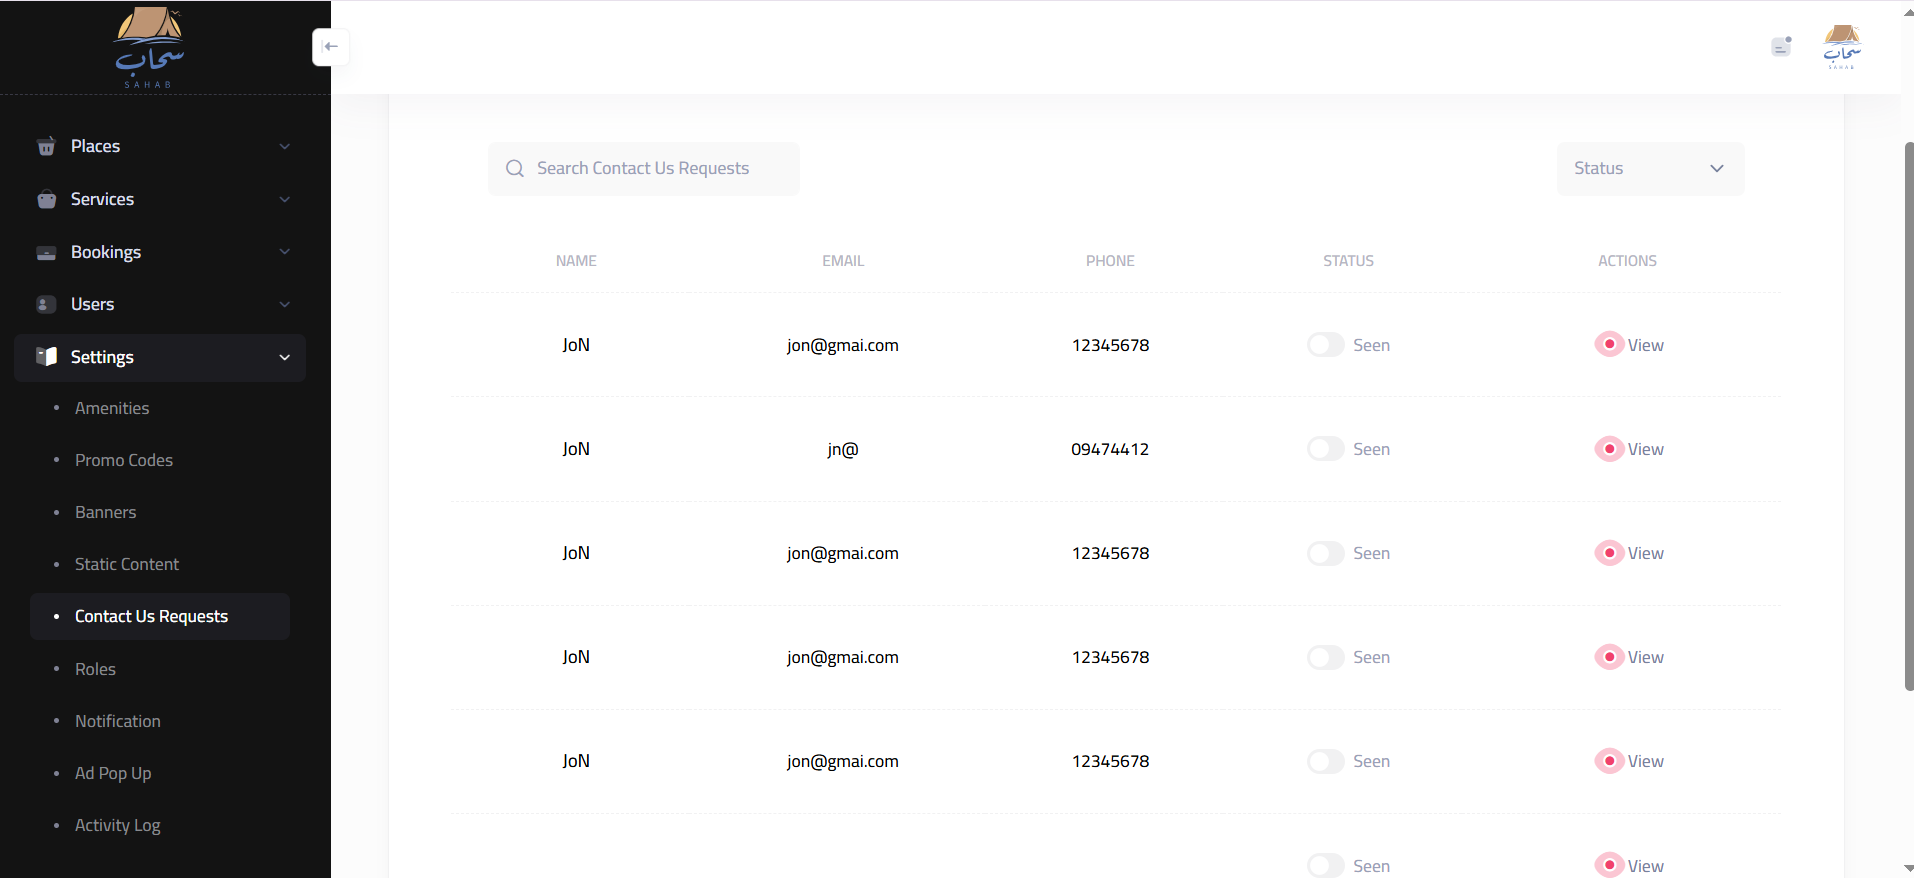 سحاب
SAHAB
Places
Services
Bookings
Users
Settings
Amenities
Promo Codes
Banners
Static Content
Contact Us Requests
Roles
Notification
Ad Pop Up
Activity Log
سحاب
SAHAB
Search Contact Us Requests
Status
NAME EMAIL PHONE STATUS ACTIONS
JoN jon@gmai.com 12345678 Seen View
JoN jn@ 09474412 Seen View
JoN jon@gmai.com 12345678 Seen View
JoN jon@gmai.com 12345678 Seen View
JoN jon@gmai.com 12345678 Seen View
Seen View